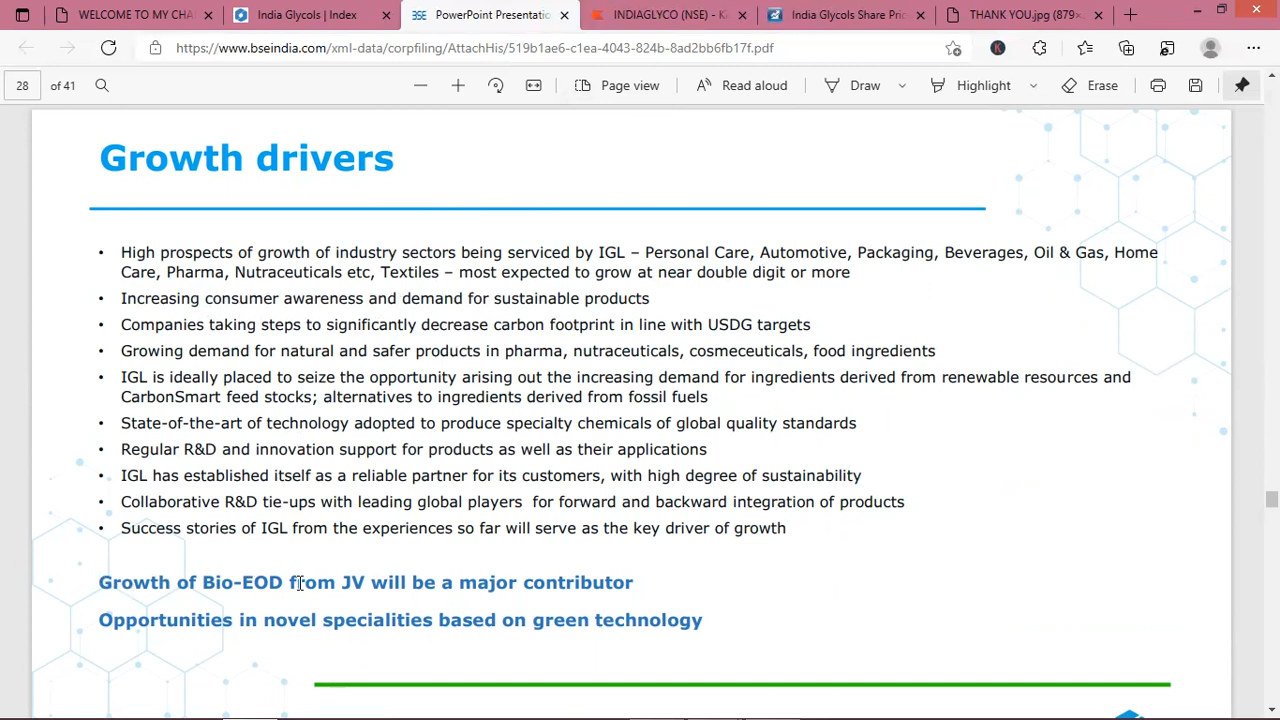 WELCOME TO MY CHA
India Glycols | Index
PowerPoint Presentatio
INDIAGLYCO (NSE) - Ki
India Glycols Share Pric
THANK YOU.jpg (879×
https://www.bseindia.com/xml-data/corpfiling/AttachHis/519b1ae6-c1ea-4043-824b-8ad2bb6fb17f.pdf
28 of 41
Page view
Read aloud
Draw
Highlight
Erase
Growth drivers
• High prospects of growth of industry sectors being serviced by IGL – Personal Care, Automotive, Packaging, Beverages, Oil & Gas, Home
Care, Pharma, Nutraceuticals etc, Textiles – most expected to grow at near double digit or more
• Increasing consumer awareness and demand for sustainable products
• Companies taking steps to significantly decrease carbon footprint in line with USDG targets
• Growing demand for natural and safer products in pharma, nutraceuticals, cosmeceuticals, food ingredients
• IGL is ideally placed to seize the opportunity arising out the increasing demand for ingredients derived from renewable resources and
CarbonSmart feed stocks; alternatives to ingredients derived from fossil fuels
• State-of-the-art of technology adopted to produce specialty chemicals of global quality standards
• Regular R&D and innovation support for products as well as their applications
• IGL has established itself as a reliable partner for its customers, with high degree of sustainability
• Collaborative R&D tie-ups with leading global players for forward and backward integration of products
• Success stories of IGL from the experiences so far will serve as the key driver of growth
Growth of Bio-EOD from JV will be a major contributor
Opportunities in novel specialities based on green technology